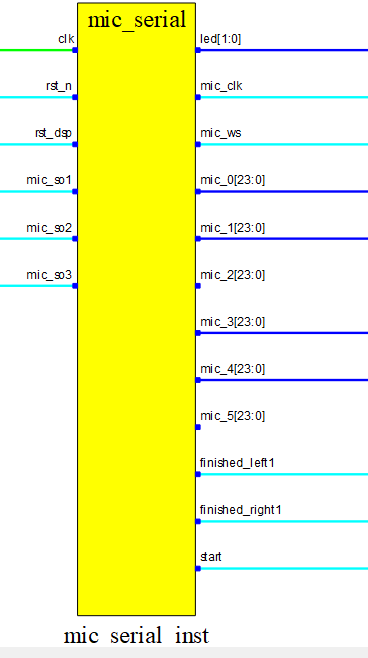 mic_serial
clk
led[1:0]
rst_n
mic_clk
rst_dsp
mic_ws
mic_so1
mic_0[23:0]
mic_so2
mic_1[23:0]
mic_so3
mic_2[23:0]
mic_3[23:0]
mic_4[23:0]
mic_5[23:0]
finished_left1
finished_right1
start
mic_serial_inst